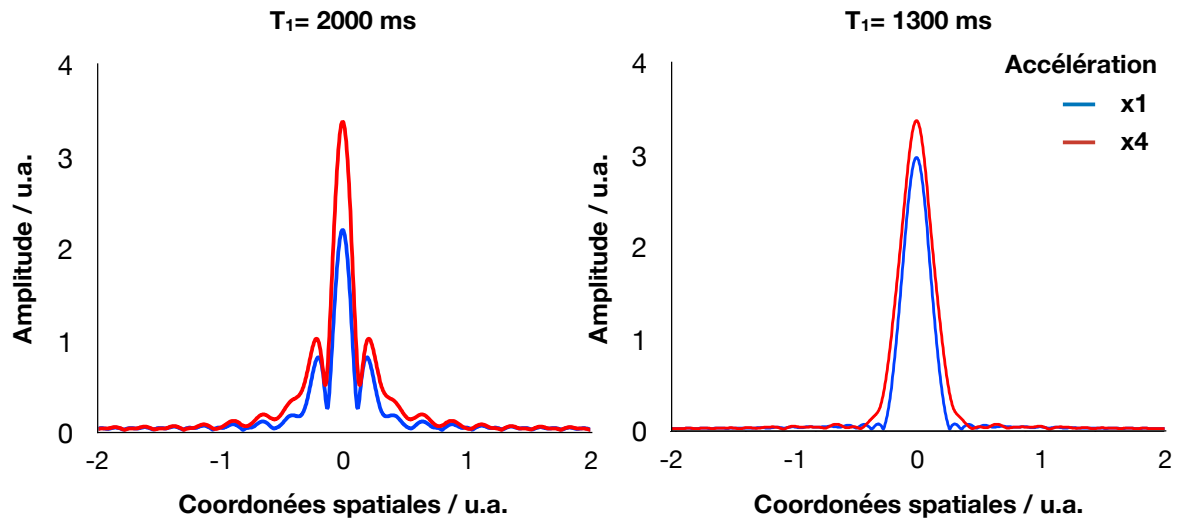 T₁= 2000 ms
4
3
2
1
0
-2 -1 0 1 2
Amplitude / u.a.
Coordonées spatiales / u.a.
T₁= 1300 ms
Accélération
x1
x4
4
3
2
1
0
-2 -1 0 1 2
Amplitude / u.a.
Coordonées spatiales / u.a.